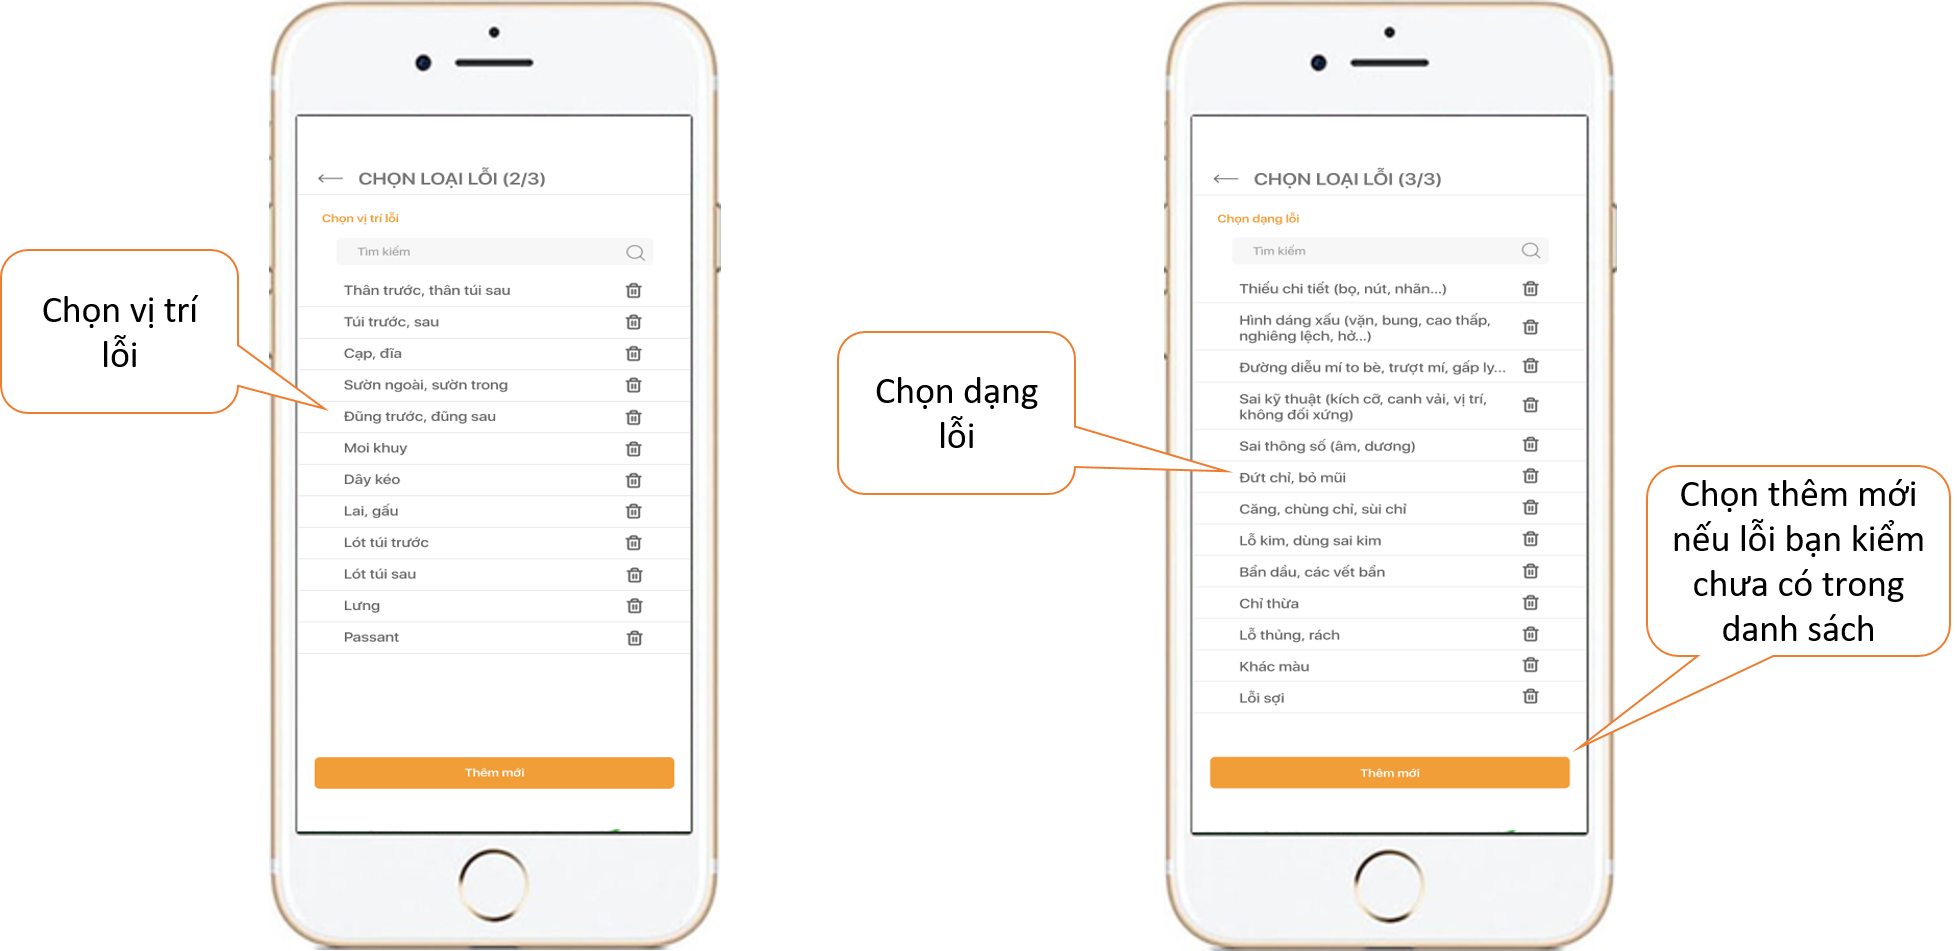 Chọn vị trí
lỗi
CHỌN LOẠI LỖI (2/3)
Chọn vị trí lỗi
Tìm kiếm
Thân trước, thân túi sau
Túi trước, sau
Cạp, đĩa
Sườn ngoài, sườn trong
Đũng trước, đũng sau
Moi khuy
Dây kéo
Lai, gấu
Lót túi trước
Lót túi sau
Lưng
Passant
Thêm mới
Chọn dạng
lỗi
CHỌN LOẠI LỖI (3/3)
Chọn dạng lỗi
Tìm kiếm
Thiếu chi tiết (bọ, nút, nhãn...)
Hình dáng xấu (vặn, bung, cao thấp,
nghiêng lệch, hở...)
Đường diễu mí to bè, trượt mí, gấp ly...
Sai kỹ thuật (kích cỡ, canh vải, vị trí,
không đối xứng)
Sai thông số (âm, dương)
Đứt chỉ, bỏ mũi
Căng, chùng chỉ, sùi chỉ
Lỗ kim, dùng sai kim
Bẩn dầu, các vết bẩn
Chỉ thừa
Lỗ thủng, rách
Khác màu
Lỗi sợi
Thêm mới
Chọn thêm mới
nếu lỗi bạn kiểm
chưa có trong
danh sách